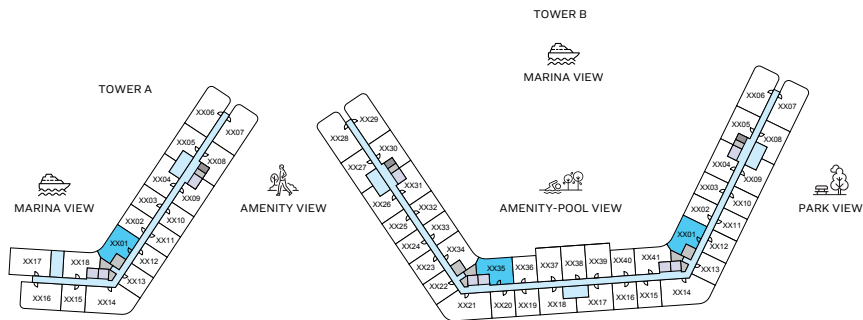 TOWER B
MARINA VIEW
TOWER A
MARINA VIEW
AMENITY VIEW
AMENITY-POOL VIEW
PARK VIEW
XX06
XX07
XX05
XX08
XX04
XX09
XX03
XX10
XX02
XX11
XX01
XX12
XX18
XX13
XX17
XX16
XX15
XX14
XX29
XX28
XX30
XX27
XX31
XX26
XX32
XX25
XX33
XX24
XX34
XX23
XX22
XX35
XX36
XX37
XX38
XX39
XX40
XX41
XX21
XX20
XX19
XX18
XX17
XX16
XX15
XX14
XX06
XX07
XX05
XX08
XX04
XX09
XX03
XX10
XX02
XX11
XX01
XX12
XX13